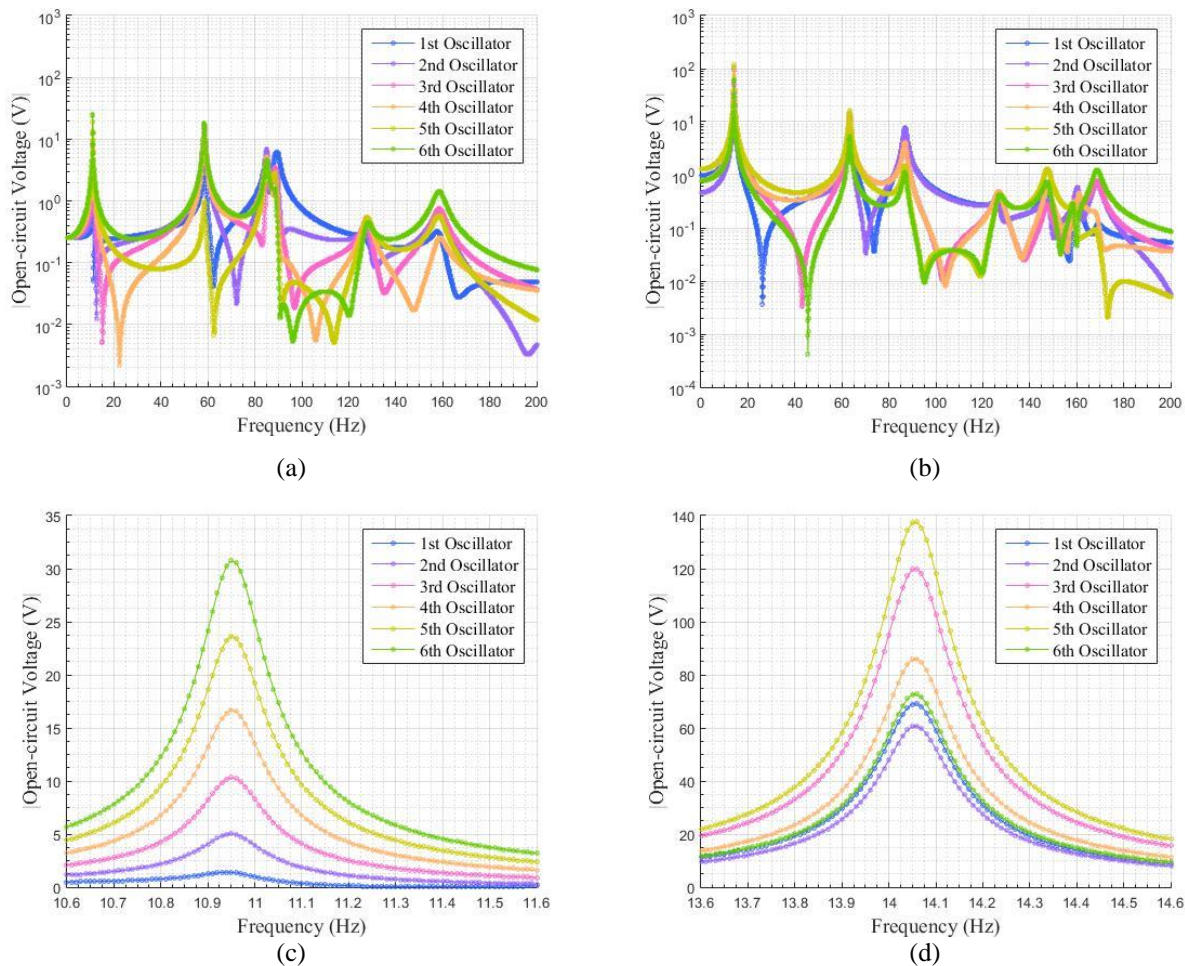 10^3
10^2
10^1
10^0
10^-1
10^-2
10^-3
|Open-circuit Voltage (V)|
1st Oscillator
2nd Oscillator
3rd Oscillator
4th Oscillator
5th Oscillator
6th Oscillator
0 20 40 60 80 100 120 140 160 180 200
Frequency (Hz)
(a)
10^3
10^2
10^1
10^0
10^-1
10^-2
10^-3
10^-4
|Open-circuit Voltage (V)|
1st Oscillator
2nd Oscillator
3rd Oscillator
4th Oscillator
5th Oscillator
6th Oscillator
0 20 40 60 80 100 120 140 160 180 200
Frequency (Hz)
(b)
35
30
25
20
15
10
5
0
|Open-circuit Voltage (V)|
1st Oscillator
2nd Oscillator
3rd Oscillator
4th Oscillator
5th Oscillator
6th Oscillator
10.6 10.7 10.8 10.9 11 11.1 11.2 11.3 11.4 11.5 11.6
Frequency (Hz)
(c)
140
120
100
80
60
40
20
0
|Open-circuit Voltage (V)|
1st Oscillator
2nd Oscillator
3rd Oscillator
4th Oscillator
5th Oscillator
6th Oscillator
13.6 13.7 13.8 13.9 14 14.1 14.2 14.3 14.4 14.5 14.6
Frequency (Hz)
(d)